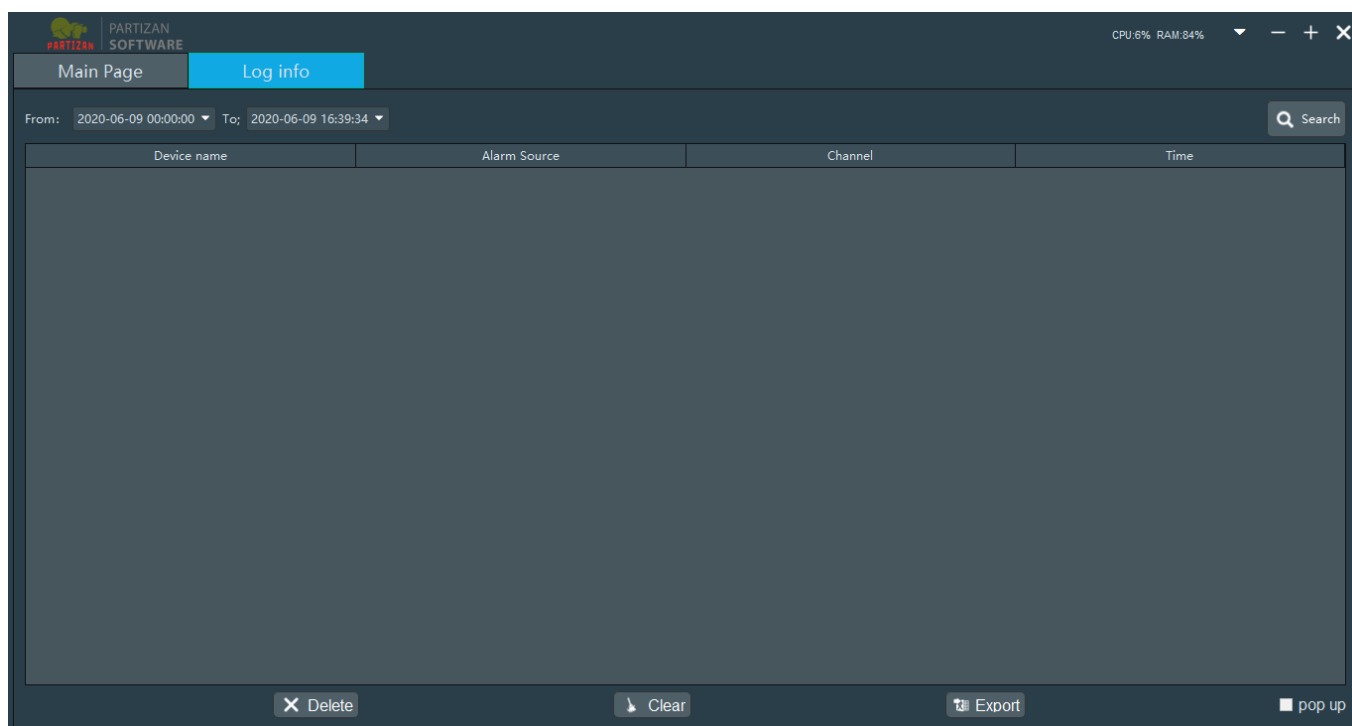 PARTIZAN
PARTIZAN
SOFTWARE
CPU:6% RAM:84%
Main Page Log info
From: 2020-06-09 00:00:00 To; 2020-06-09 16:39:34 Search
Device name Alarm Source Channel Time
Delete Clear Export pop up